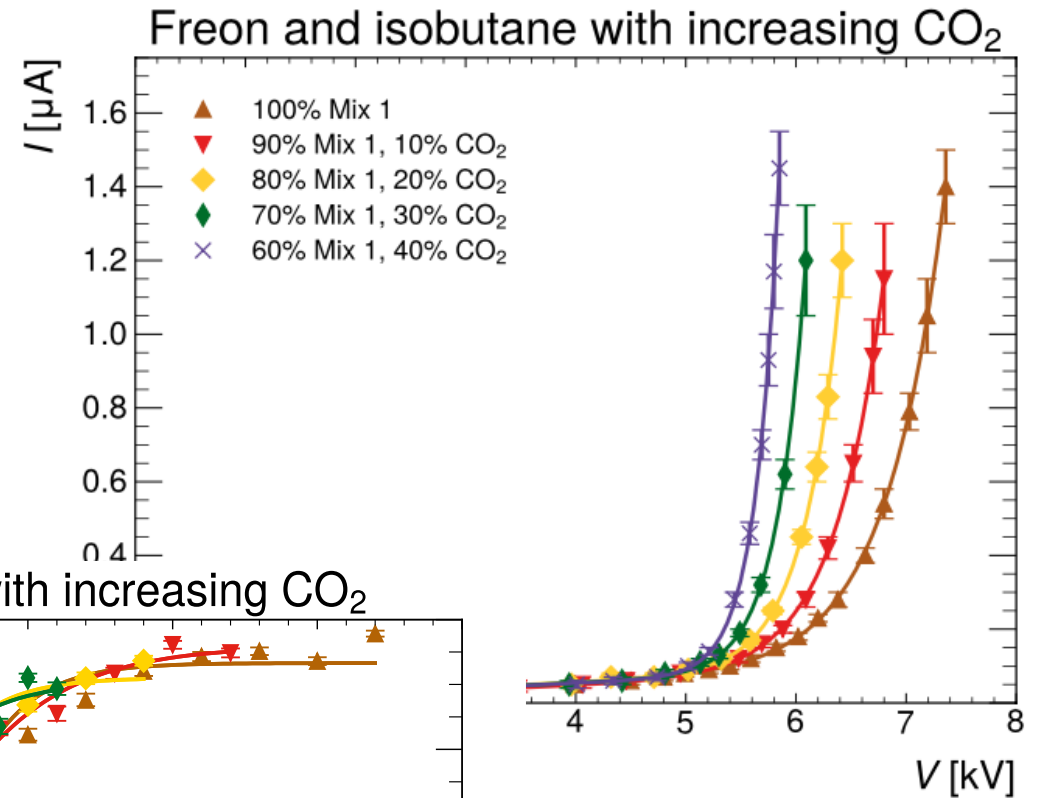 Freon and isobutane with increasing CO₂
I [μA]
100% Mix 1
90% Mix 1, 10% CO₂
80% Mix 1, 20% CO₂
70% Mix 1, 30% CO₂
60% Mix 1, 40% CO₂
1.6
1.4
1.2
1.0
0.8
0.6
0.4
4 5 6 7 8
V [kV]
with increasing CO₂